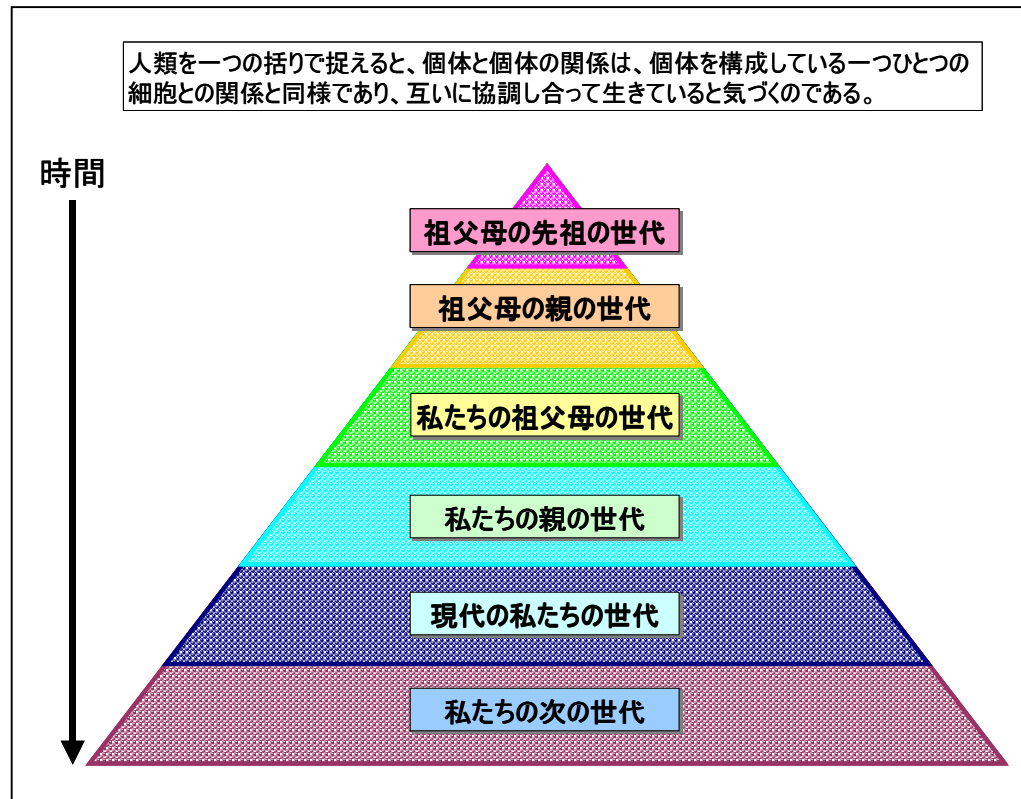 人類を一つの括りで捉えると、個体と個体の関係は、個体を構成している一つひとつの
細胞との関係と同様であり、互いに協調し合って生きていると気づくのである。
時間
祖父母の先祖の世代
祖父母の親の世代
私たちの祖父母の世代
私たちの親の世代
現代の私たちの世代
私たちの次の世代